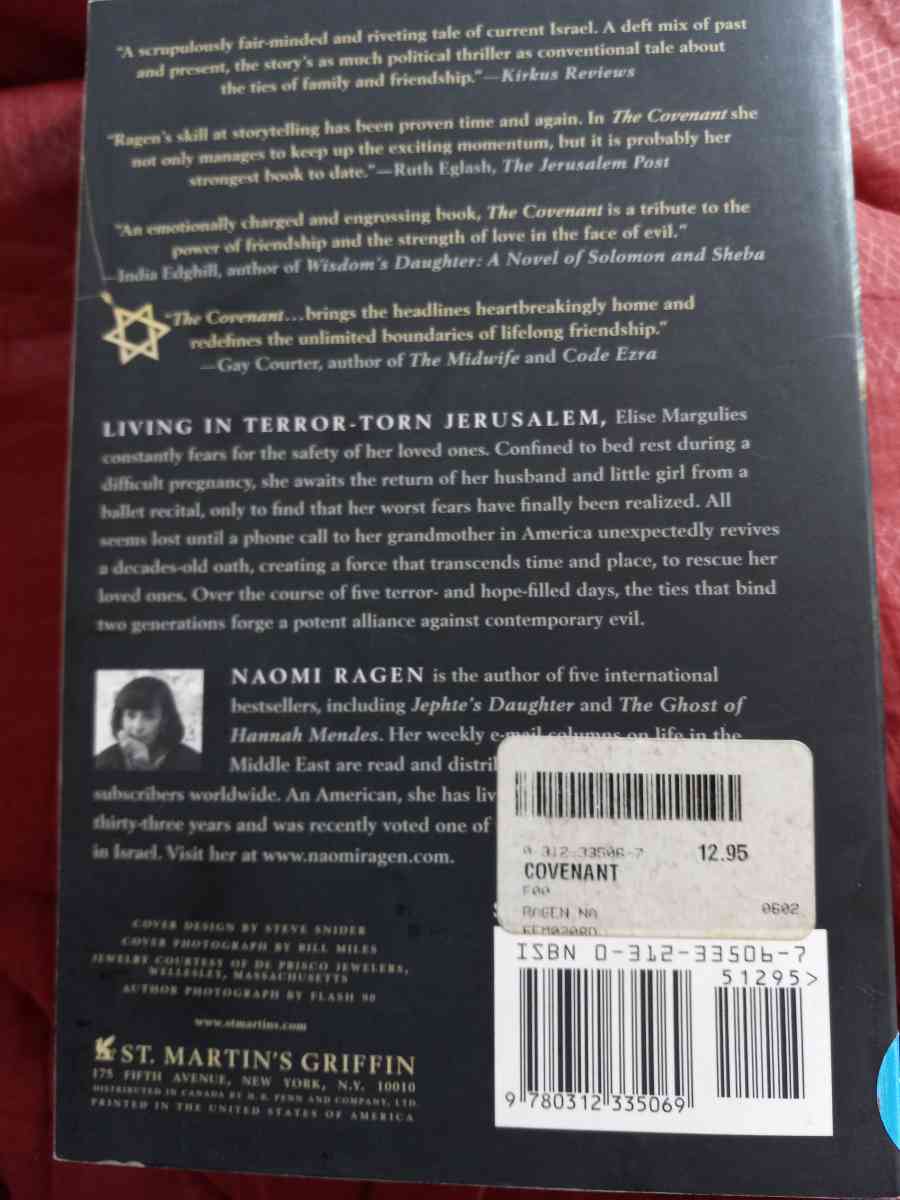 "A scrupulously fair-minded and riveting tale of current Israel. A deft mix of past
and present, the story's as much political thriller as conventional tale about
the ties of family and friendship."—Kirkus Reviews
"Ragen's skill at storytelling has been proven time and again. In The Covenant she
not only manages to keep up the exciting momentum, but it is probably her
strongest book to date."—Ruth Eglash, The Jerusalem Post
"An emotionally charged and engrossing book, The Covenant is a tribute to the
power of friendship and the strength of love in the face of evil."
—India Edghill, author of Wisdom's Daughter: A Novel of Solomon and Sheba
"The Covenant...brings the headlines heartbreakingly home and
redefines the unlimited boundaries of lifelong friendship."
—Gay Courter, author of The Midwife and Code Ezra
LIVING IN TERROR-TORN JERUSALEM, Elise Margulies
constantly fears for the safety of her loved ones. Confined to bed rest during a
difficult pregnancy, she awaits the return of her husband and little girl from a
ballet recital, only to find that her worst fears have finally been realized. All
seems lost until a phone call to her grandmother in America unexpectedly revives
a decades-old oath, creating a force that transcends time and place, to rescue her
loved ones. Over the course of five terror- and hope-filled days, the ties that bind
two generations forge a potent alliance against contemporary evil.
NAOMI RAGEN is the author of five international
bestsellers, including Jephte's Daughter and The Ghost of
Hannah Mendes. Her weekly e-mail columns on life in the
Middle East are read and distri
subscribers worldwide. An American, she has liv
thirty-three years and was recently voted one of
in Israel. Visit her at www.naomiragen.com.
0-312-33506-7 12.95
COVENANT
F00
RAGEN NA 0602
COVER DESIGN BY STEVE SNIDER
COVER PHOTOGRAPH BY BILL MILES
JEWELRY COURTESY OF DE PRISCO JEWELERS,
WELLESLEY, MASSACHUSETTS
AUTHOR PHOTOGRAPH BY FLASH 90
www.stmartins.com
ST. MARTIN'S GRIFFIN
175 FIFTH AVENUE, NEW YORK, N.Y. 10010
DISTRIBUTED IN CANADA BY H. B. FENN AND COMPANY, LTD.
PRINTED IN THE UNITED STATES OF AMERICA
ISBN 0-312-33506-7
51295>
9 780312 335069